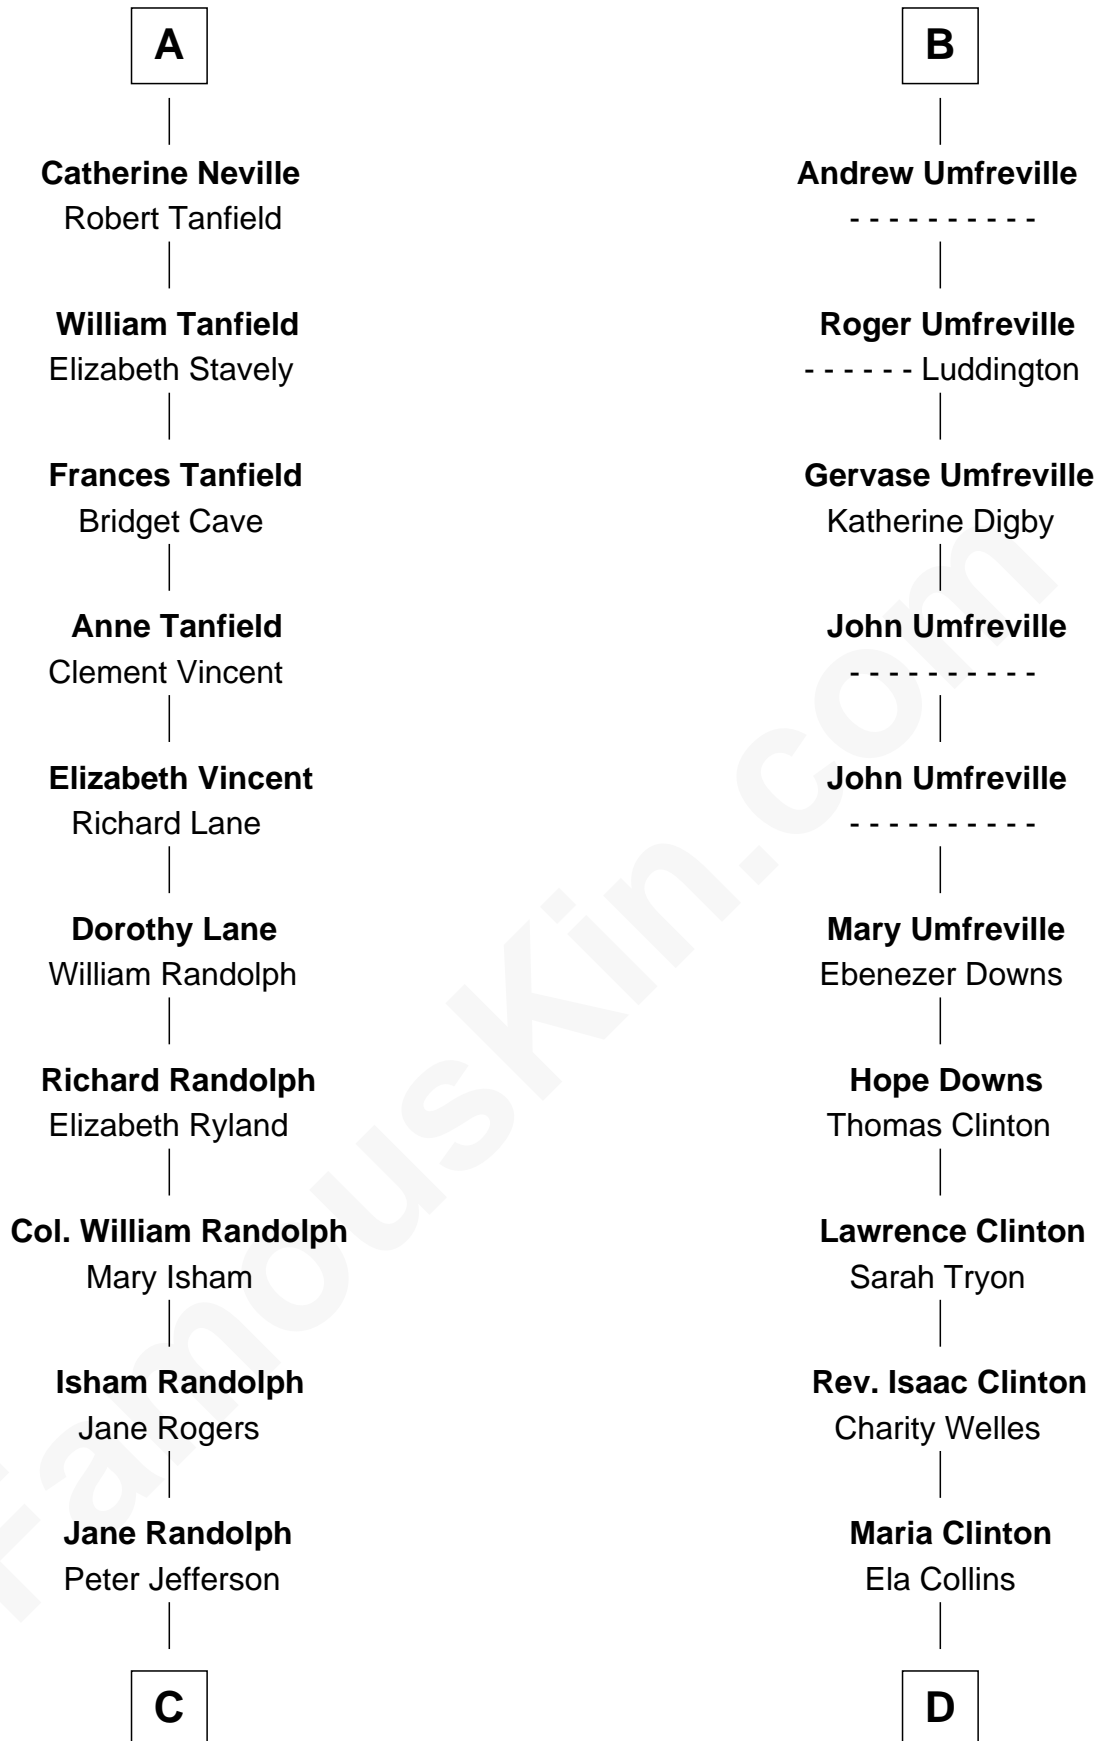 A
Catherine Neville
Robert Tanfield
William Tanfield
Elizabeth Stavely
Frances Tanfield
Bridget Cave
Anne Tanfield
Clement Vincent
Elizabeth Vincent
Richard Lane
Dorothy Lane
William Randolph
Richard Randolph
Elizabeth Ryland
Col. William Randolph
Mary Isham
Isham Randolph
Jane Rogers
Jane Randolph
Peter Jefferson
C
B
Andrew Umfreville
- - - - - - - - - -
Roger Umfreville
- - - - - - Luddington
Gervase Umfreville
Katherine Digby
John Umfreville
- - - - - - - - - -
John Umfreville
- - - - - - - - - -
Mary Umfreville
Ebenezer Downs
Hope Downs
Thomas Clinton
Lawrence Clinton
Sarah Tryon
Rev. Isaac Clinton
Charity Welles
Maria Clinton
Ela Collins
D
FamousKin.com